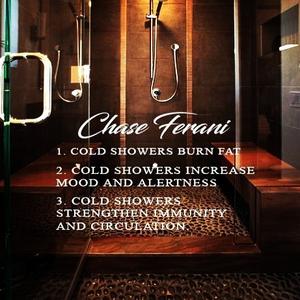 Chase Ferani
1. COLD SHOWERS BURN FAT
2. COLD SHOWERS INCREASE
MOOD AND ALERTNESS
3. COLD SHOWERS
STRENGTHEN IMMUNITY
AND CIRCULATION